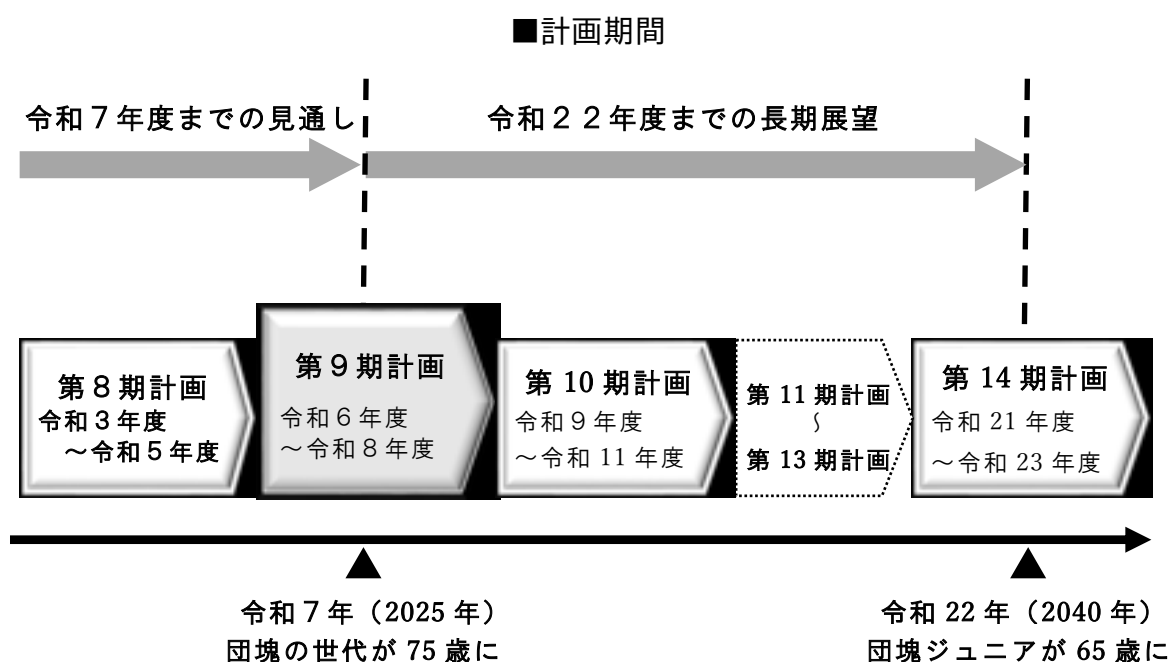 ■計画期間
令和７年度までの見通し
令和２２年度までの長期展望
第８期計画
令和３年度
～令和５年度
第９期計画
令和６年度
～令和８年度
第 10 期計画
令和９年度
～令和 11 年度
第 11 期計画
～
第 13 期計画
第 14 期計画
令和 21 年度
～令和 23 年度
令和７年（2025 年）
団塊の世代が 75 歳に
令和 22 年（2040 年）
団塊ジュニアが 65 歳に